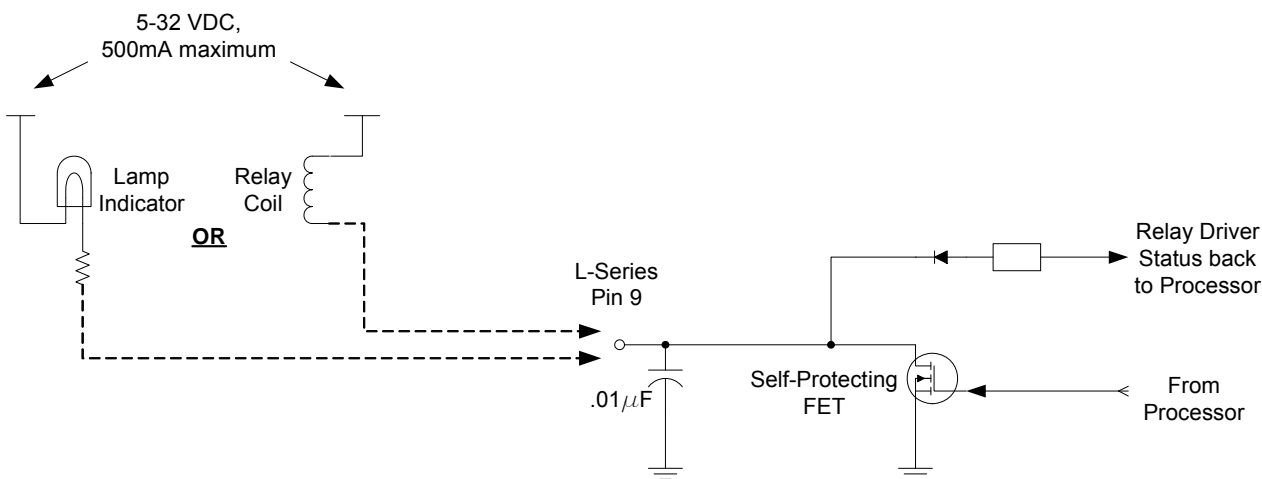 5-32 VDC,
500mA maximum
Lamp
Indicator
Relay
Coil
OR
L-Series
Pin 9
.01µF
Self-Protecting
FET
Relay Driver
Status back
to Processor
From
Processor